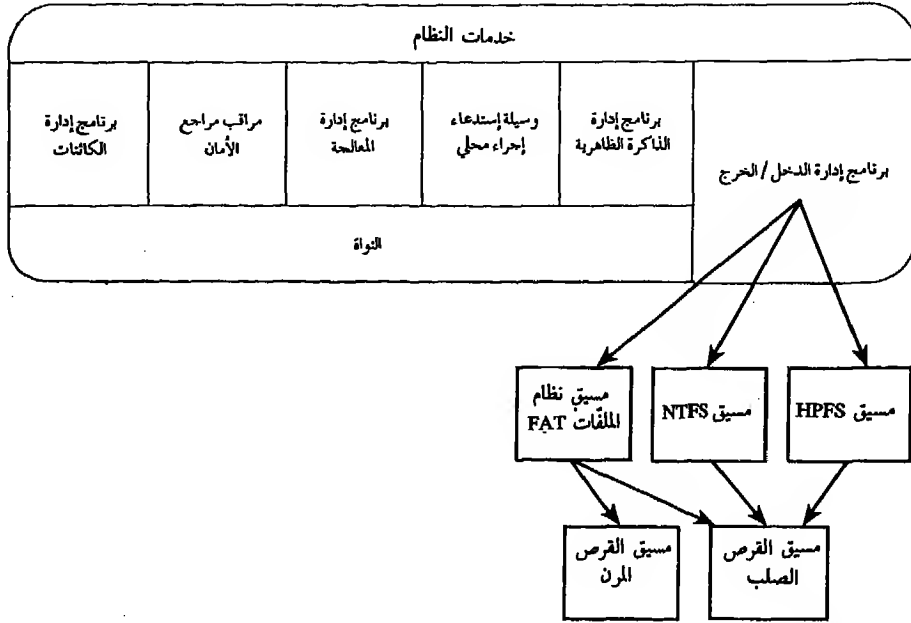 خدمات النظام
برنامج إدارة الدخل / الخرج
برنامج إدارة
الذاكرة الظاهرية
وسيلة إستدعاء
إجراء محلي
برنامج إدارة
المعالجة
مراقب مراجع
الأمان
برنامج إدارة
الكائنات
النواة
مسيق HPFS
مسيق NTFS
مسيق نظام
الملفّات FAT
مسيق القرص
الصلب
مسيق القرص
المرن